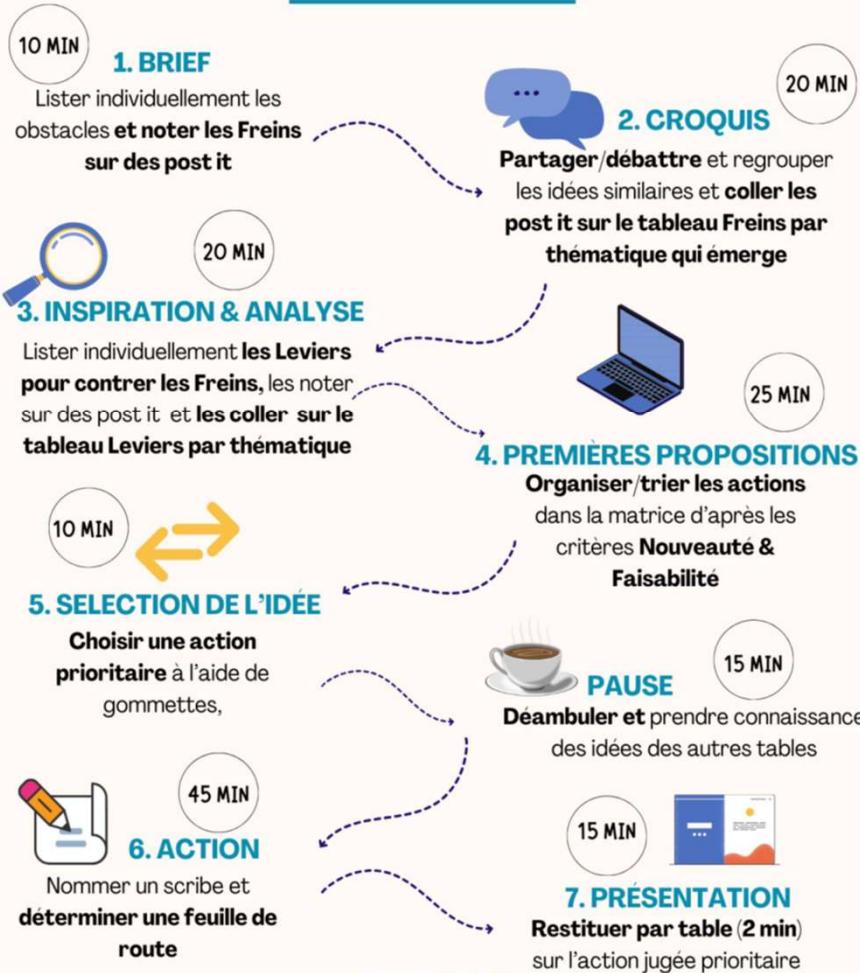 10 MIN
1. BRIEF
Lister individuellement les
obstacles et noter les Freins
sur des post it
20 MIN
2. CROQUIS
Partager/débattre et regrouper
les idées similaires et coller les
post it sur le tableau Freins par
thématique qui émerge
20 MIN
3. INSPIRATION & ANALYSE
Lister individuellement les Leviers
pour contrer les Freins, les noter
sur des post it et les coller sur le
tableau Leviers par thématique
25 MIN
4. PREMIÈRES PROPOSITIONS
Organiser/trier les actions
dans la matrice d'après les
critères Nouveauté &
Faisabilité
10 MIN
5. SELECTION DE L'IDÉE
Choisir une action
prioritaire à l'aide de
gommettes,
15 MIN
PAUSE
Déambuler et prendre connaissance
des idées des autres tables
45 MIN
6. ACTION
Nommer un scribe et
déterminer une feuille de
route
15 MIN
7. PRÉSENTATION
Restituer par table (2 min)
sur l'action jugée prioritaire